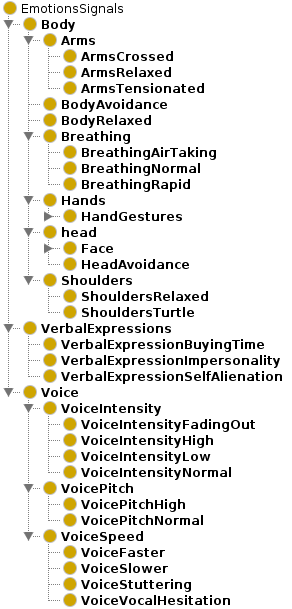 EmotionsSignals
Body
Arms
ArmsCrossed
ArmsRelaxed
ArmsTensionated
BodyAvoidance
BodyRelaxed
Breathing
BreathingAirTaking
BreathingNormal
BreathingRapid
Hands
HandGestures
head
Face
HeadAvoidance
Shoulders
ShouldersRelaxed
ShouldersTurtle
VerbalExpressions
VerbalExpressionBuyingTime
VerbalExpressionImpersonality
VerbalExpressionSelfAlienation
Voice
VoiceIntensity
VoiceIntensityFadingOut
VoiceIntensityHigh
VoiceIntensityLow
VoiceIntensityNormal
VoicePitch
VoicePitchHigh
VoicePitchNormal
VoiceSpeed
VoiceFaster
VoiceSlower
VoiceStuttering
VoiceVocalHesitation